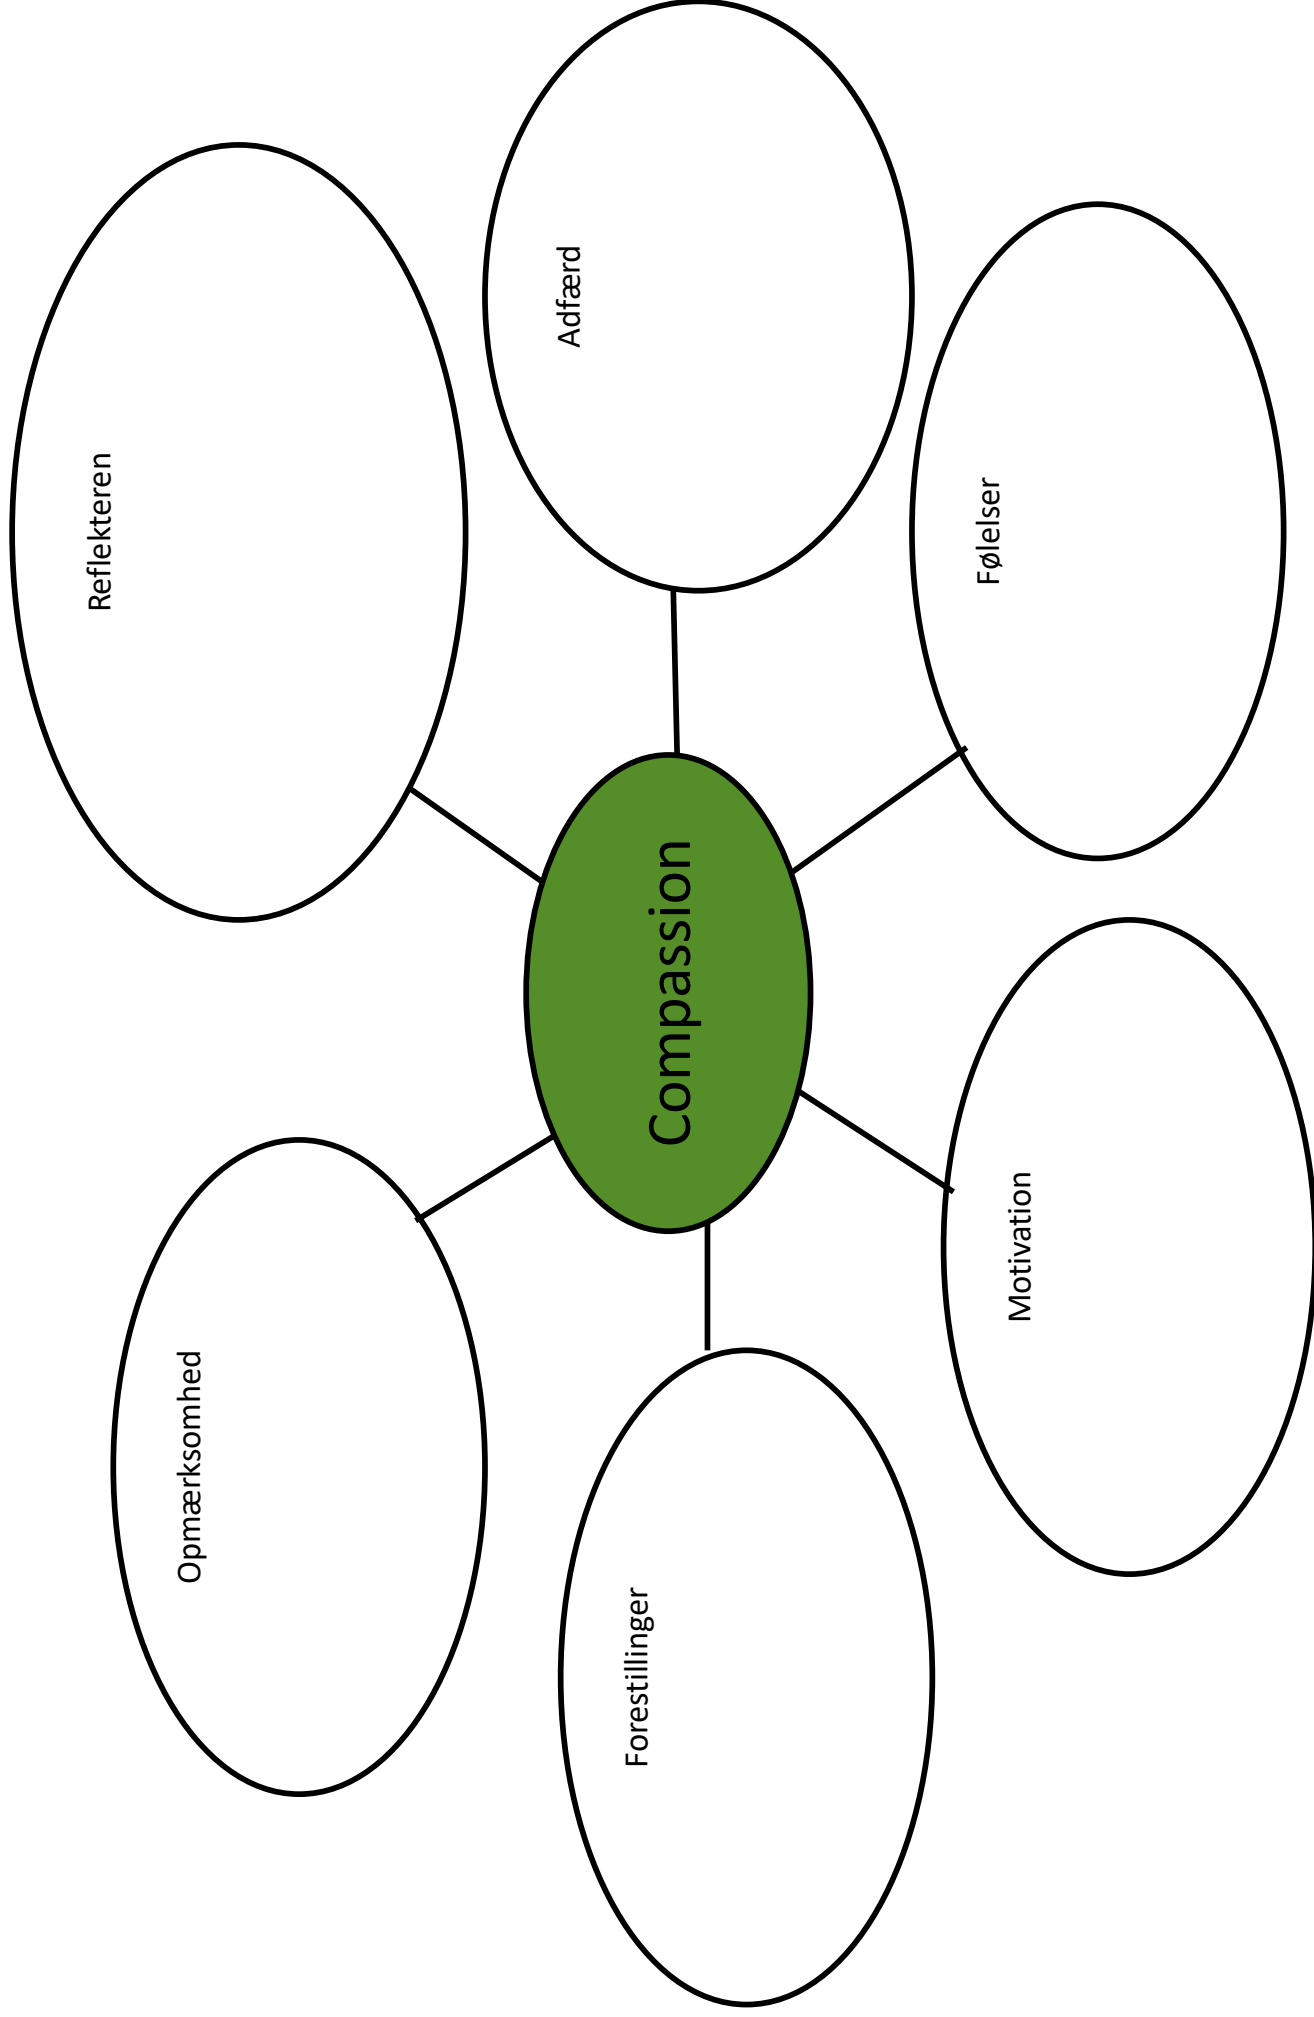 Opmærksomhed
Reflekteren
Forestillinger
Compassion
Adfærd
Motivation
Følelser